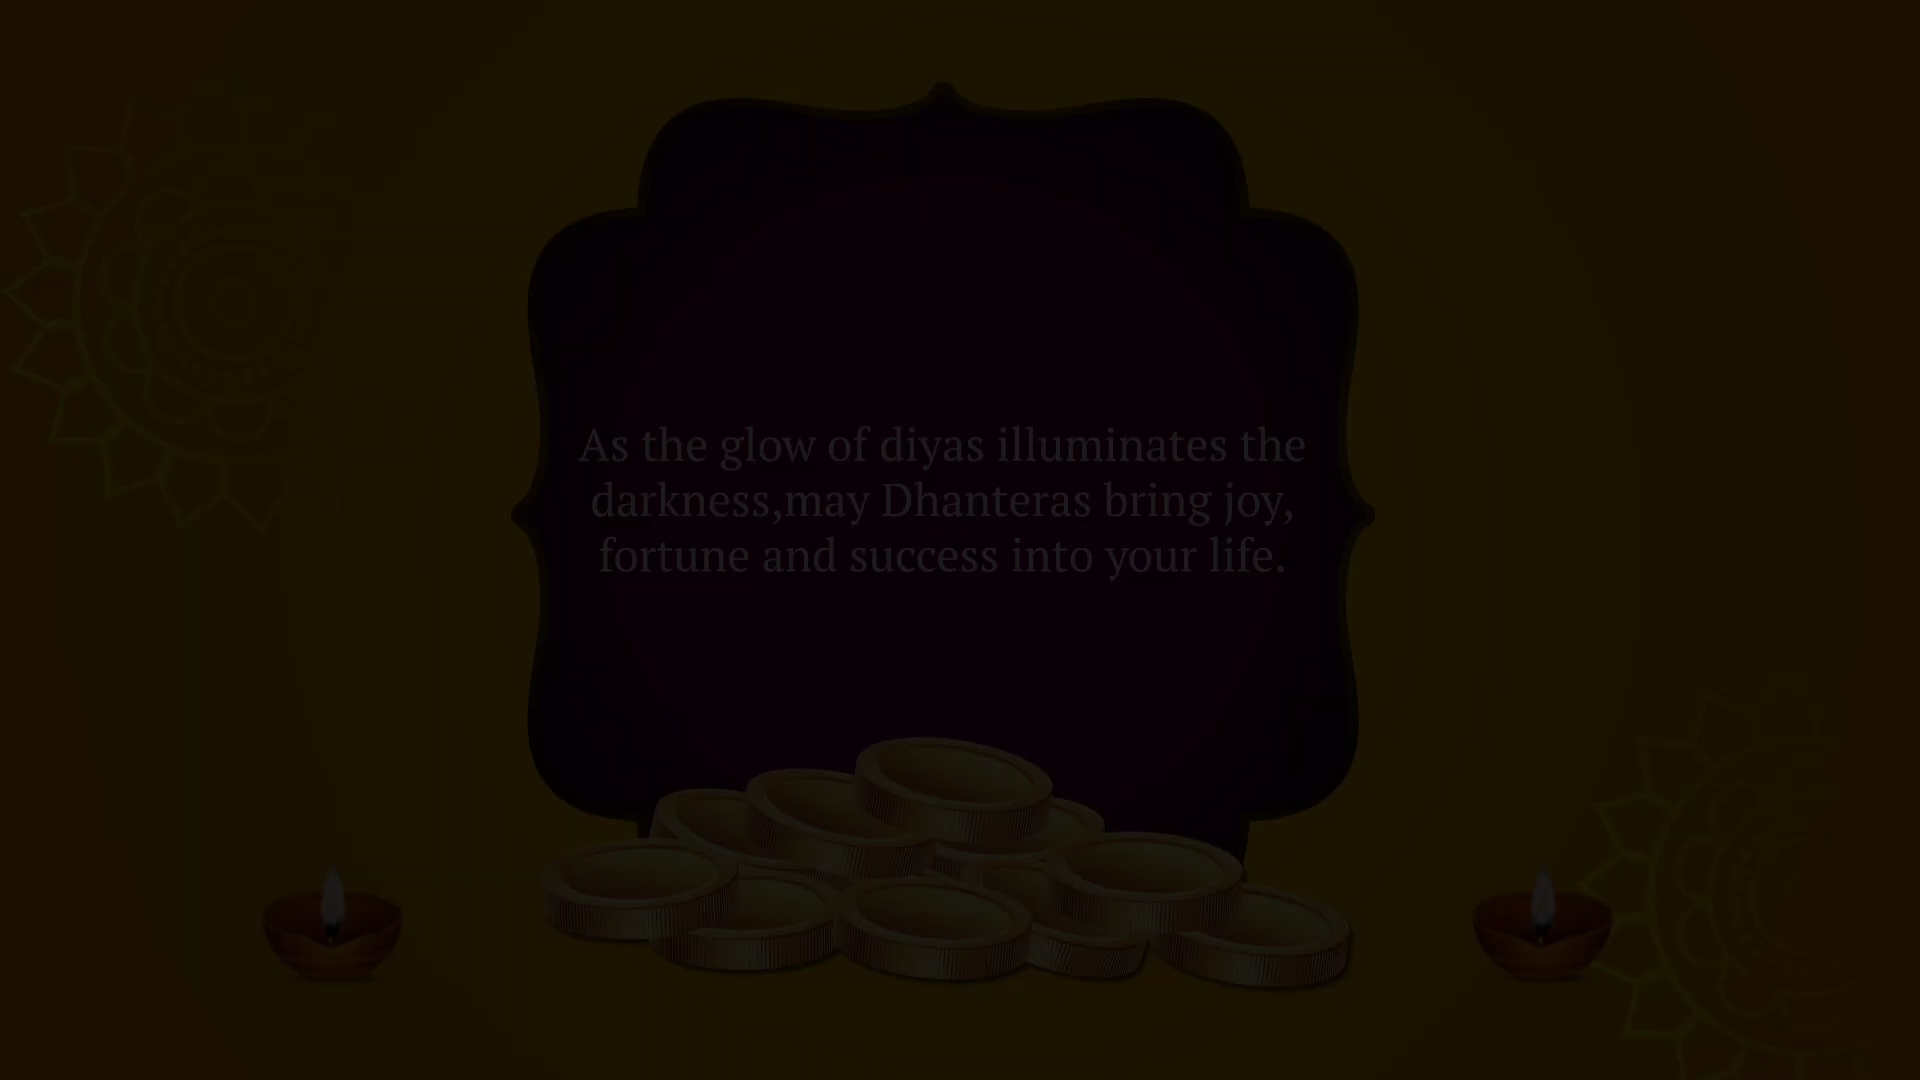 As the glow of diyas illuminates the
darkness,may Dhanteras bring joy,
fortune and success into your life.